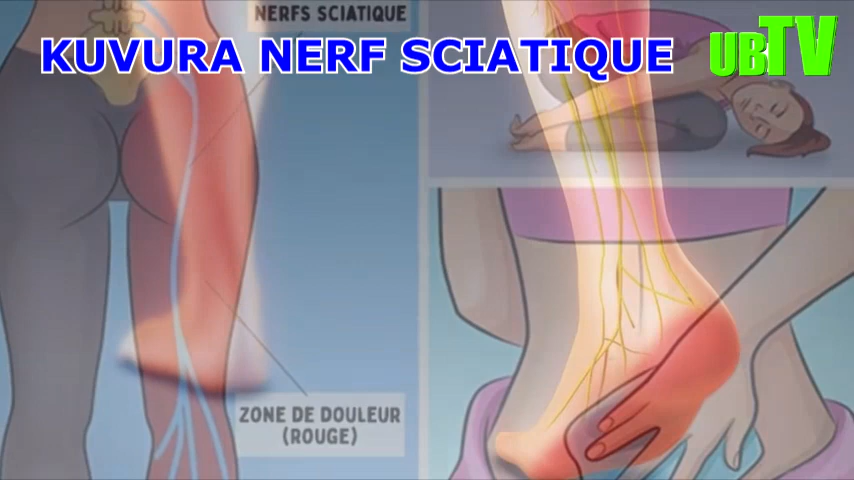 NERFS SCIATIQUE
KUVURA NERF SCIATIQUE
UBTV
ZONE DE DOULEUR
(ROUGE)